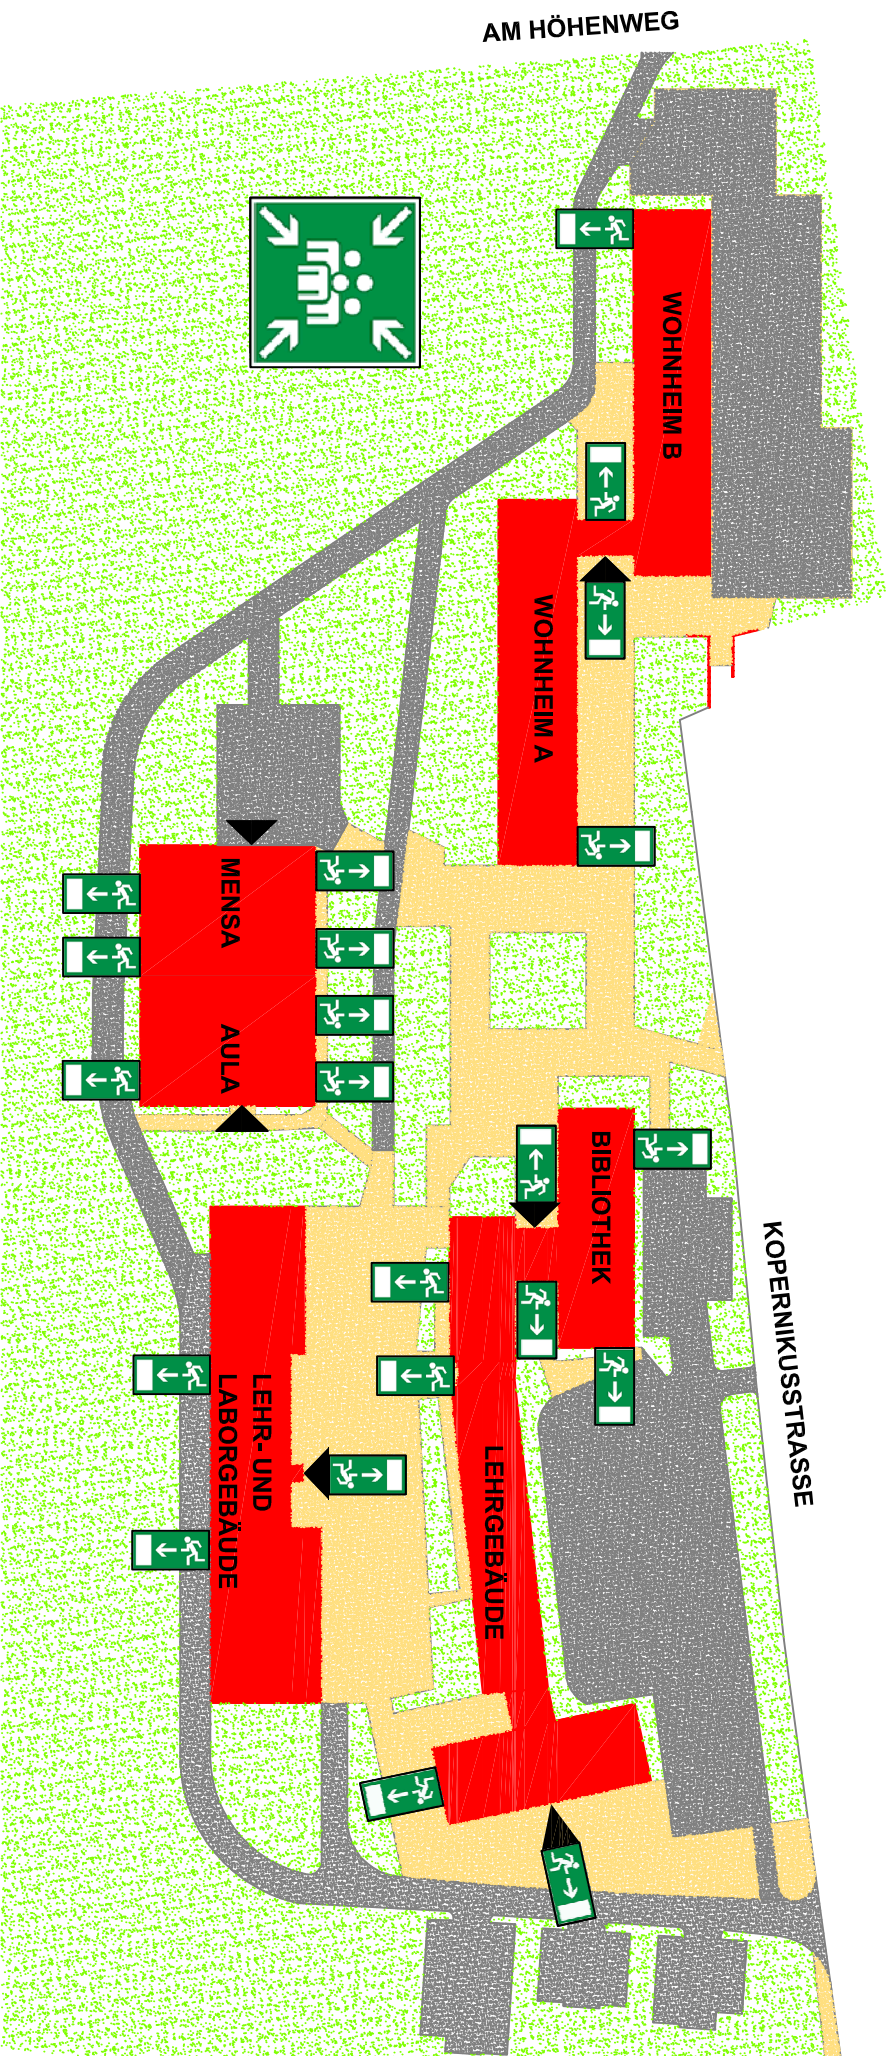 AM HÖHENWEG
WOHNHEIM B
WOHNHEIM A
MENSA
AULA
BIBLIOTHEK
KOPERNIKUSSTRASSE
LEHR- UND
LABORGEBÄUDE
LEHRGEBÄUDE